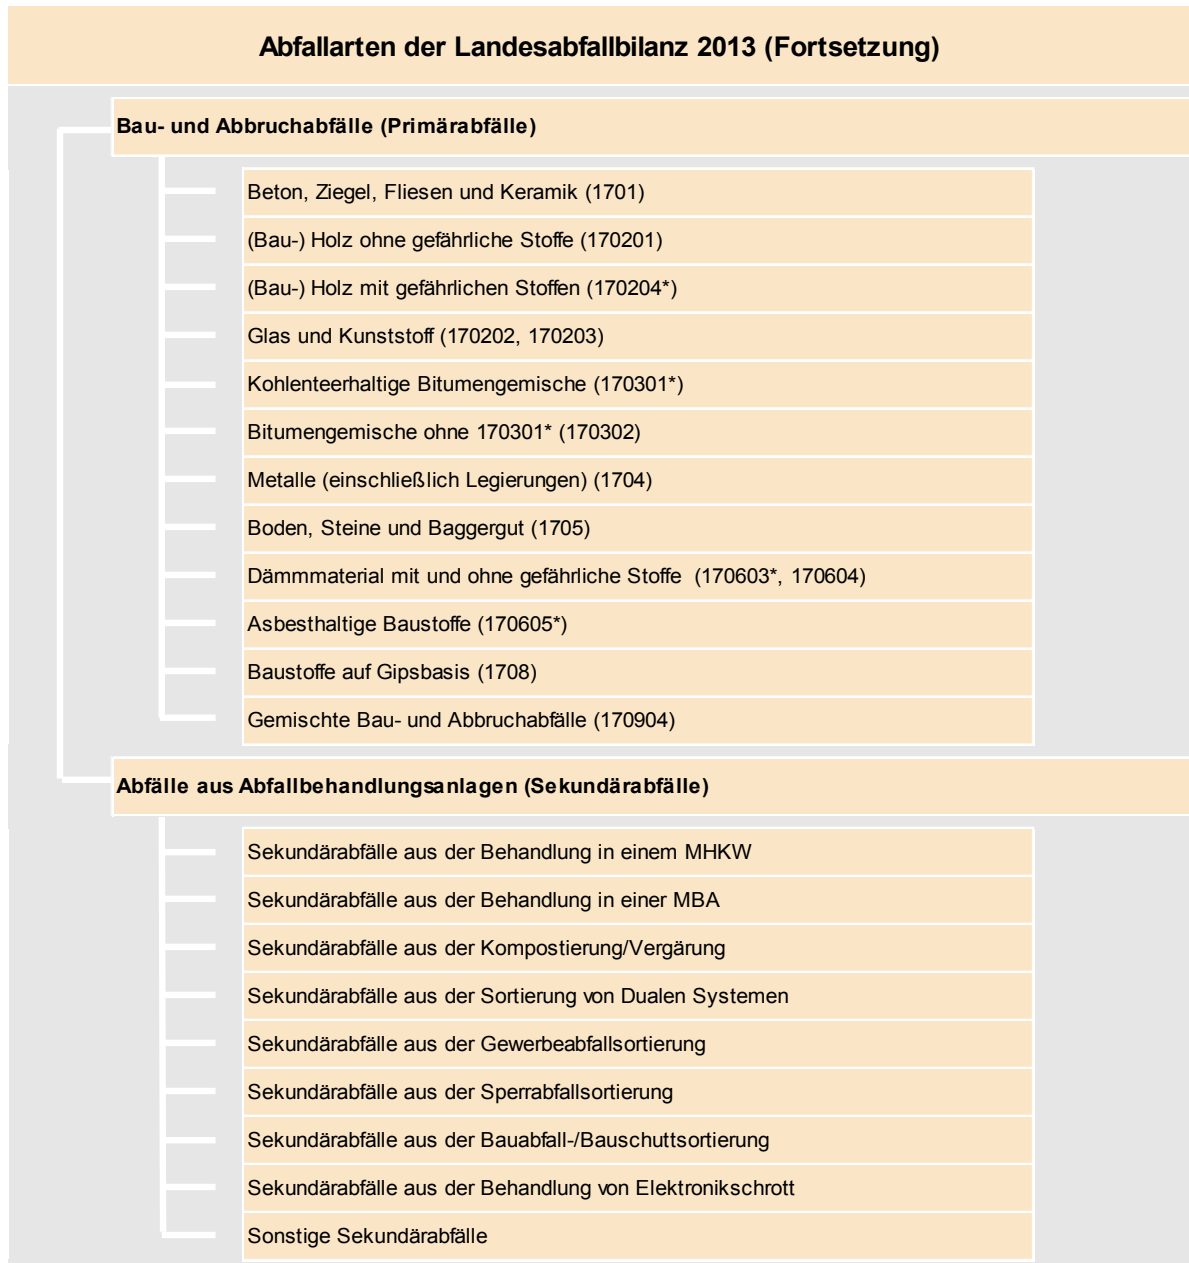 Abfallarten der Landesabfallbilanz 2013 (Fortsetzung)
Bau- und Abbruchabfälle (Primärabfälle)
Beton, Ziegel, Fliesen und Keramik (1701)
(Bau-) Holz ohne gefährliche Stoffe (170201)
(Bau-) Holz mit gefährlichen Stoffen (170204*)
Glas und Kunststoff (170202, 170203)
Kohlenteerhaltige Bitumengemische (170301*)
Bitumengemische ohne 170301* (170302)
Metalle (einschließlich Legierungen) (1704)
Boden, Steine und Baggergut (1705)
Dämmmaterial mit und ohne gefährliche Stoffe (170603*, 170604)
Asbesthaltige Baustoffe (170605*)
Baustoffe auf Gipsbasis (1708)
Gemischte Bau- und Abbruchabfälle (170904)
Abfälle aus Abfallbehandlungsanlagen (Sekundärabfälle)
Sekundärabfälle aus der Behandlung in einem MHKW
Sekundärabfälle aus der Behandlung in einer MBA
Sekundärabfälle aus der Kompostierung/Vergärung
Sekundärabfälle aus der Sortierung von Dualen Systemen
Sekundärabfälle aus der Gewerbeabfallsortierung
Sekundärabfälle aus der Sperrabfallsortierung
Sekundärabfälle aus der Bauabfall-/Bauschuttsortierung
Sekundärabfälle aus der Behandlung von Elektronikschrott
Sonstige Sekundärabfälle